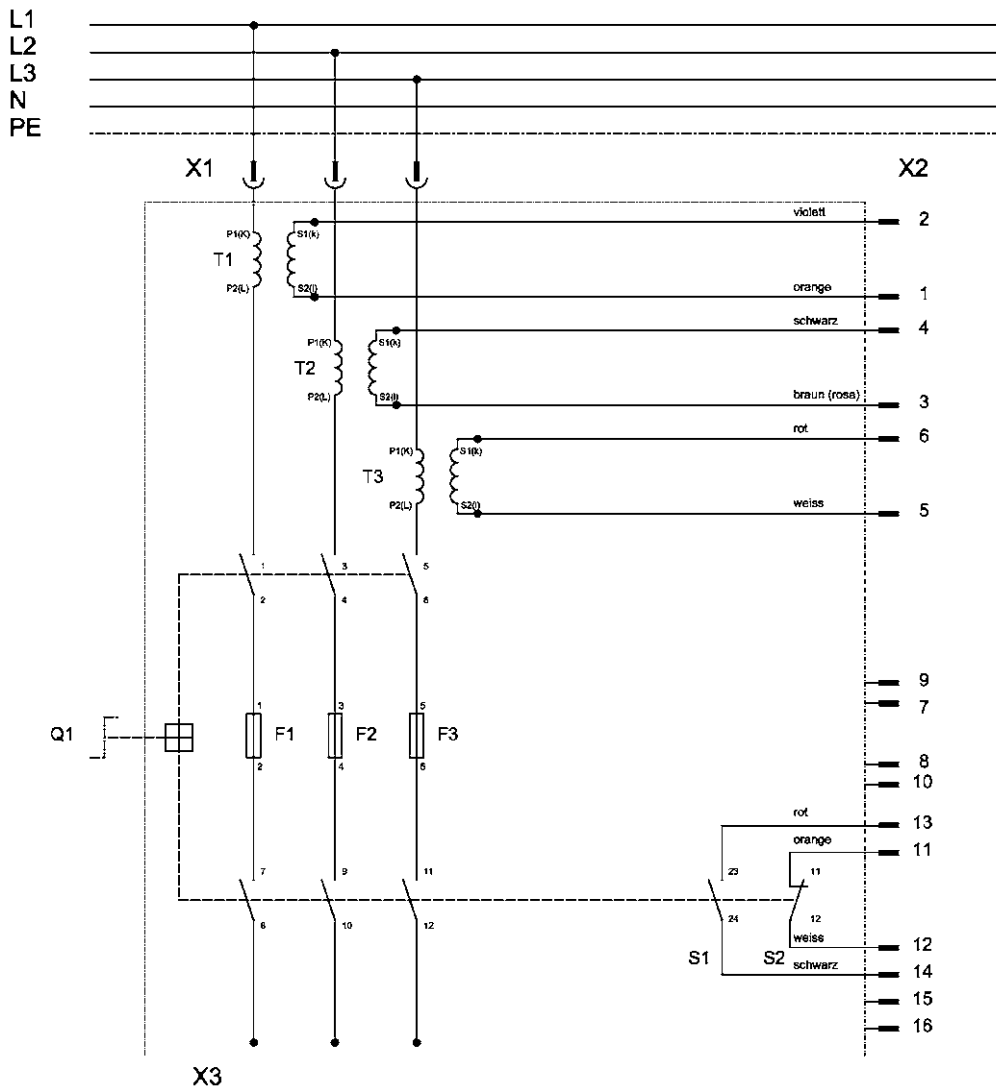 L1
L2
L3
N
PE
X1
X2
violett
2
P1(K)
S1(k)
T1
P2(L)
S2(l)
orange
1
schwarz
4
P1(K)
S1(k)
T2
P2(L)
S2(l)
braun (rosa)
3
rot
6
P1(K)
S1(k)
T3
P2(L)
S2(l)
weiss
5
1
3
5
2
4
6
9
7
1
3
5
Q1
F1
F2
F3
2
4
6
8
10
rot
13
orange
11
7
9
11
23
11
8
10
12
24
12
weiss
12
S1
S2
schwarz
14
15
16
X3